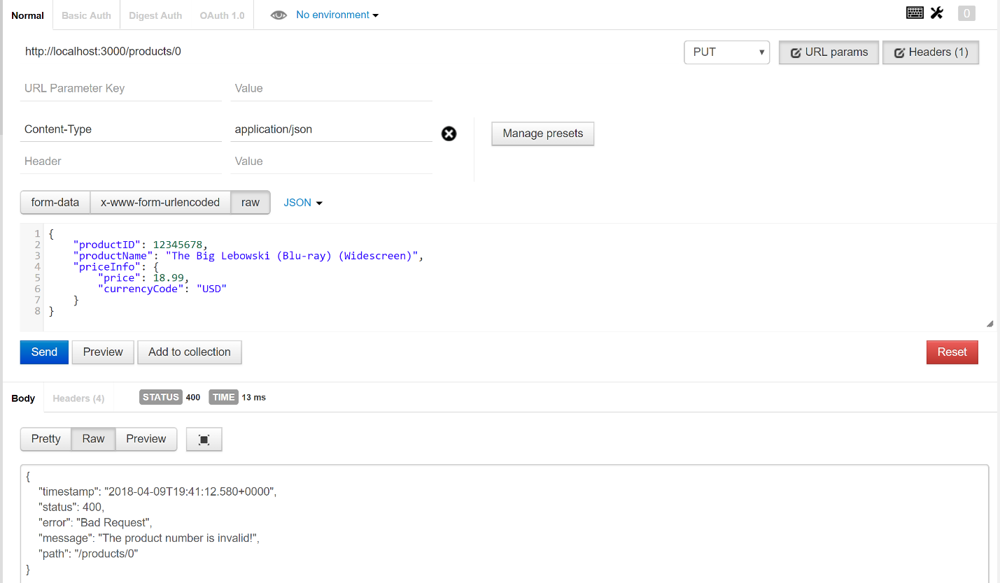 Normal Basic Auth Digest Auth OAuth 1.0 No environment 0
http://localhost:3000/products/0 PUT URL params Headers (1)
URL Parameter Key Value
Content-Type application/json Manage presets
Header Value
form-data x-www-form-urlencoded raw JSON
1 {
2 "productID": 12345678,
3 "productName": "The Big Lebowski (Blu-ray) (Widescreen)",
4 "priceInfo": {
5 "price": 18.99,
6 "currencyCode": "USD"
7 }
8 }
Send Preview Add to collection Reset
Body Headers (4) STATUS 400 TIME 13 ms
Pretty Raw Preview
{
"timestamp": "2018-04-09T19:41:12.580+0000",
"status": 400,
"error": "Bad Request",
"message": "The product number is invalid!",
"path": "/products/0"
}